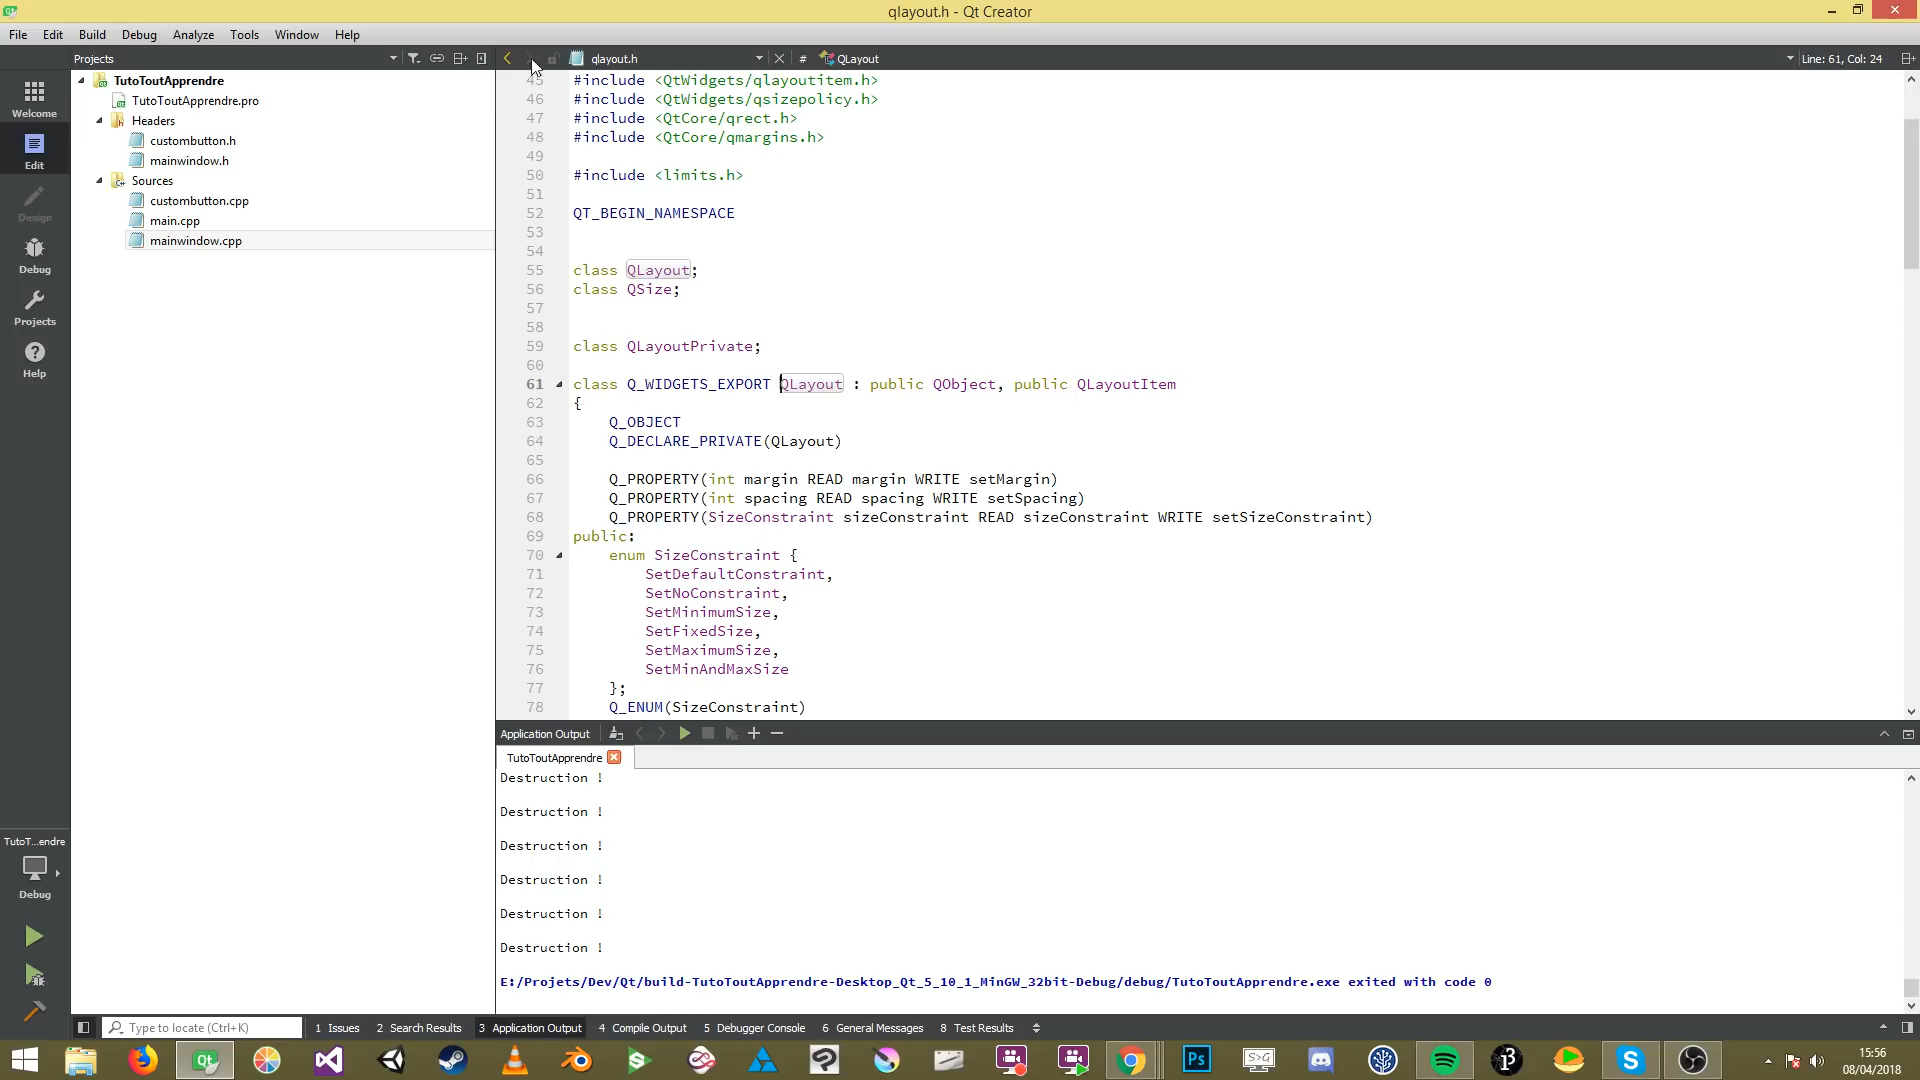 qlayout.h - Qt Creator
File Edit Build Debug Analyze Tools Window Help
Projects
qlayout.h
#
QLayout
Line: 61, Col: 24
Welcome
Edit
Design
Debug
Projects
Help
TutoToutApprendre
TutoToutApprendre.pro
Headers
custombutton.h
mainwindow.h
Sources
custombutton.cpp
main.cpp
mainwindow.cpp
45 #include <QtWidgets/qlayoutitem.h>
46 #include <QtWidgets/qsizepolicy.h>
47 #include <QtCore/qrect.h>
48 #include <QtCore/qmargins.h>
49
50 #include <limits.h>
51
52 QT_BEGIN_NAMESPACE
53
54
55 class QLayout;
56 class QSize;
57
58
59 class QLayoutPrivate;
60
61 class Q_WIDGETS_EXPORT QLayout : public QObject, public QLayoutItem
62 {
63 Q_OBJECT
64 Q_DECLARE_PRIVATE(QLayout)
65
66 Q_PROPERTY(int margin READ margin WRITE setMargin)
67 Q_PROPERTY(int spacing READ spacing WRITE setSpacing)
68 Q_PROPERTY(SizeConstraint sizeConstraint READ sizeConstraint WRITE setSizeConstraint)
69 public:
70 enum SizeConstraint {
71 SetDefaultConstraint,
72 SetNoConstraint,
73 SetMinimumSize,
74 SetFixedSize,
75 SetMaximumSize,
76 SetMinAndMaxSize
77 };
78 Q_ENUM(SizeConstraint)
Application Output
TutoToutApprendre
Destruction !
Destruction !
Destruction !
Destruction !
Destruction !
Destruction !
E:/Projets/Dev/Qt/build-TutoToutApprendre-Desktop_Qt_5_10_1_MinGW_32bit-Debug/debug/TutoToutApprendre.exe exited with code 0
TutoT...endre
Debug
Type to locate (Ctrl+K)
1 Issues 2 Search Results 3 Application Output 4 Compile Output 5 Debugger Console 6 General Messages 8 Test Results
15:56
08/04/2018